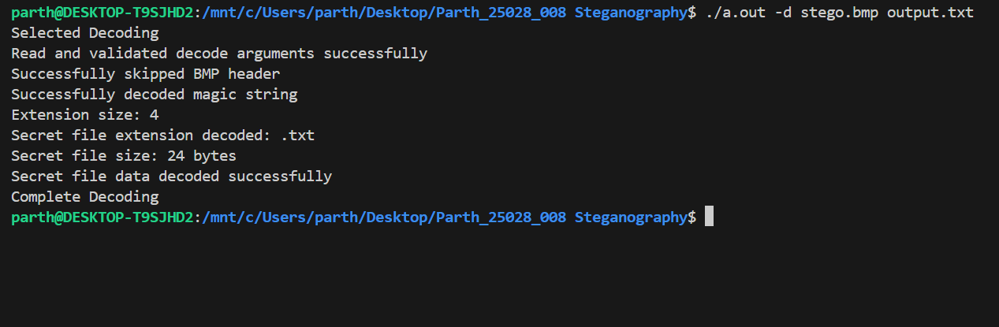 parth@DESKTOP-T9SJHD2:/mnt/c/Users/parth/Desktop/Parth_25028_008 Steganography$ ./a.out -d stego.bmp output.txt
Selected Decoding
Read and validated decode arguments successfully
Successfully skipped BMP header
Successfully decoded magic string
Extension size: 4
Secret file extension decoded: .txt
Secret file size: 24 bytes
Secret file data decoded successfully
Complete Decoding
parth@DESKTOP-T9SJHD2:/mnt/c/Users/parth/Desktop/Parth_25028_008 Steganography$